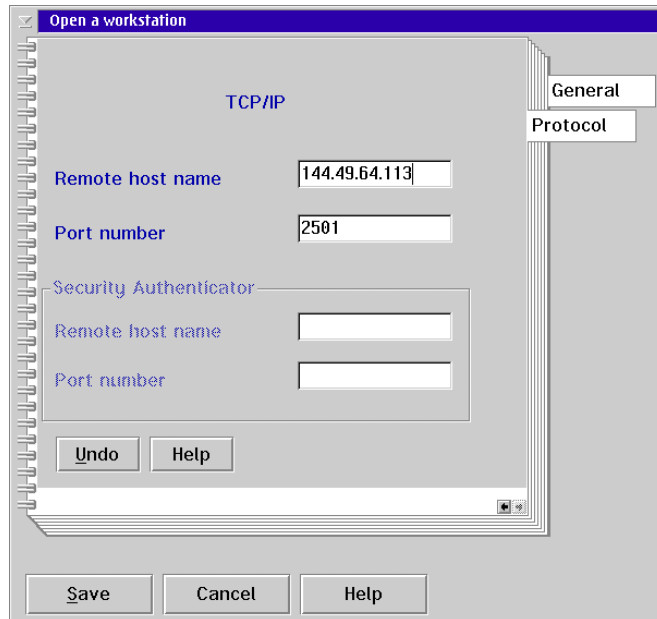 Open a workstation
General
Protocol
TCP/IP
Remote host name 144.49.64.113
Port number 2501
Security Authenticator
Remote host name
Port number
Undo Help
Save Cancel Help